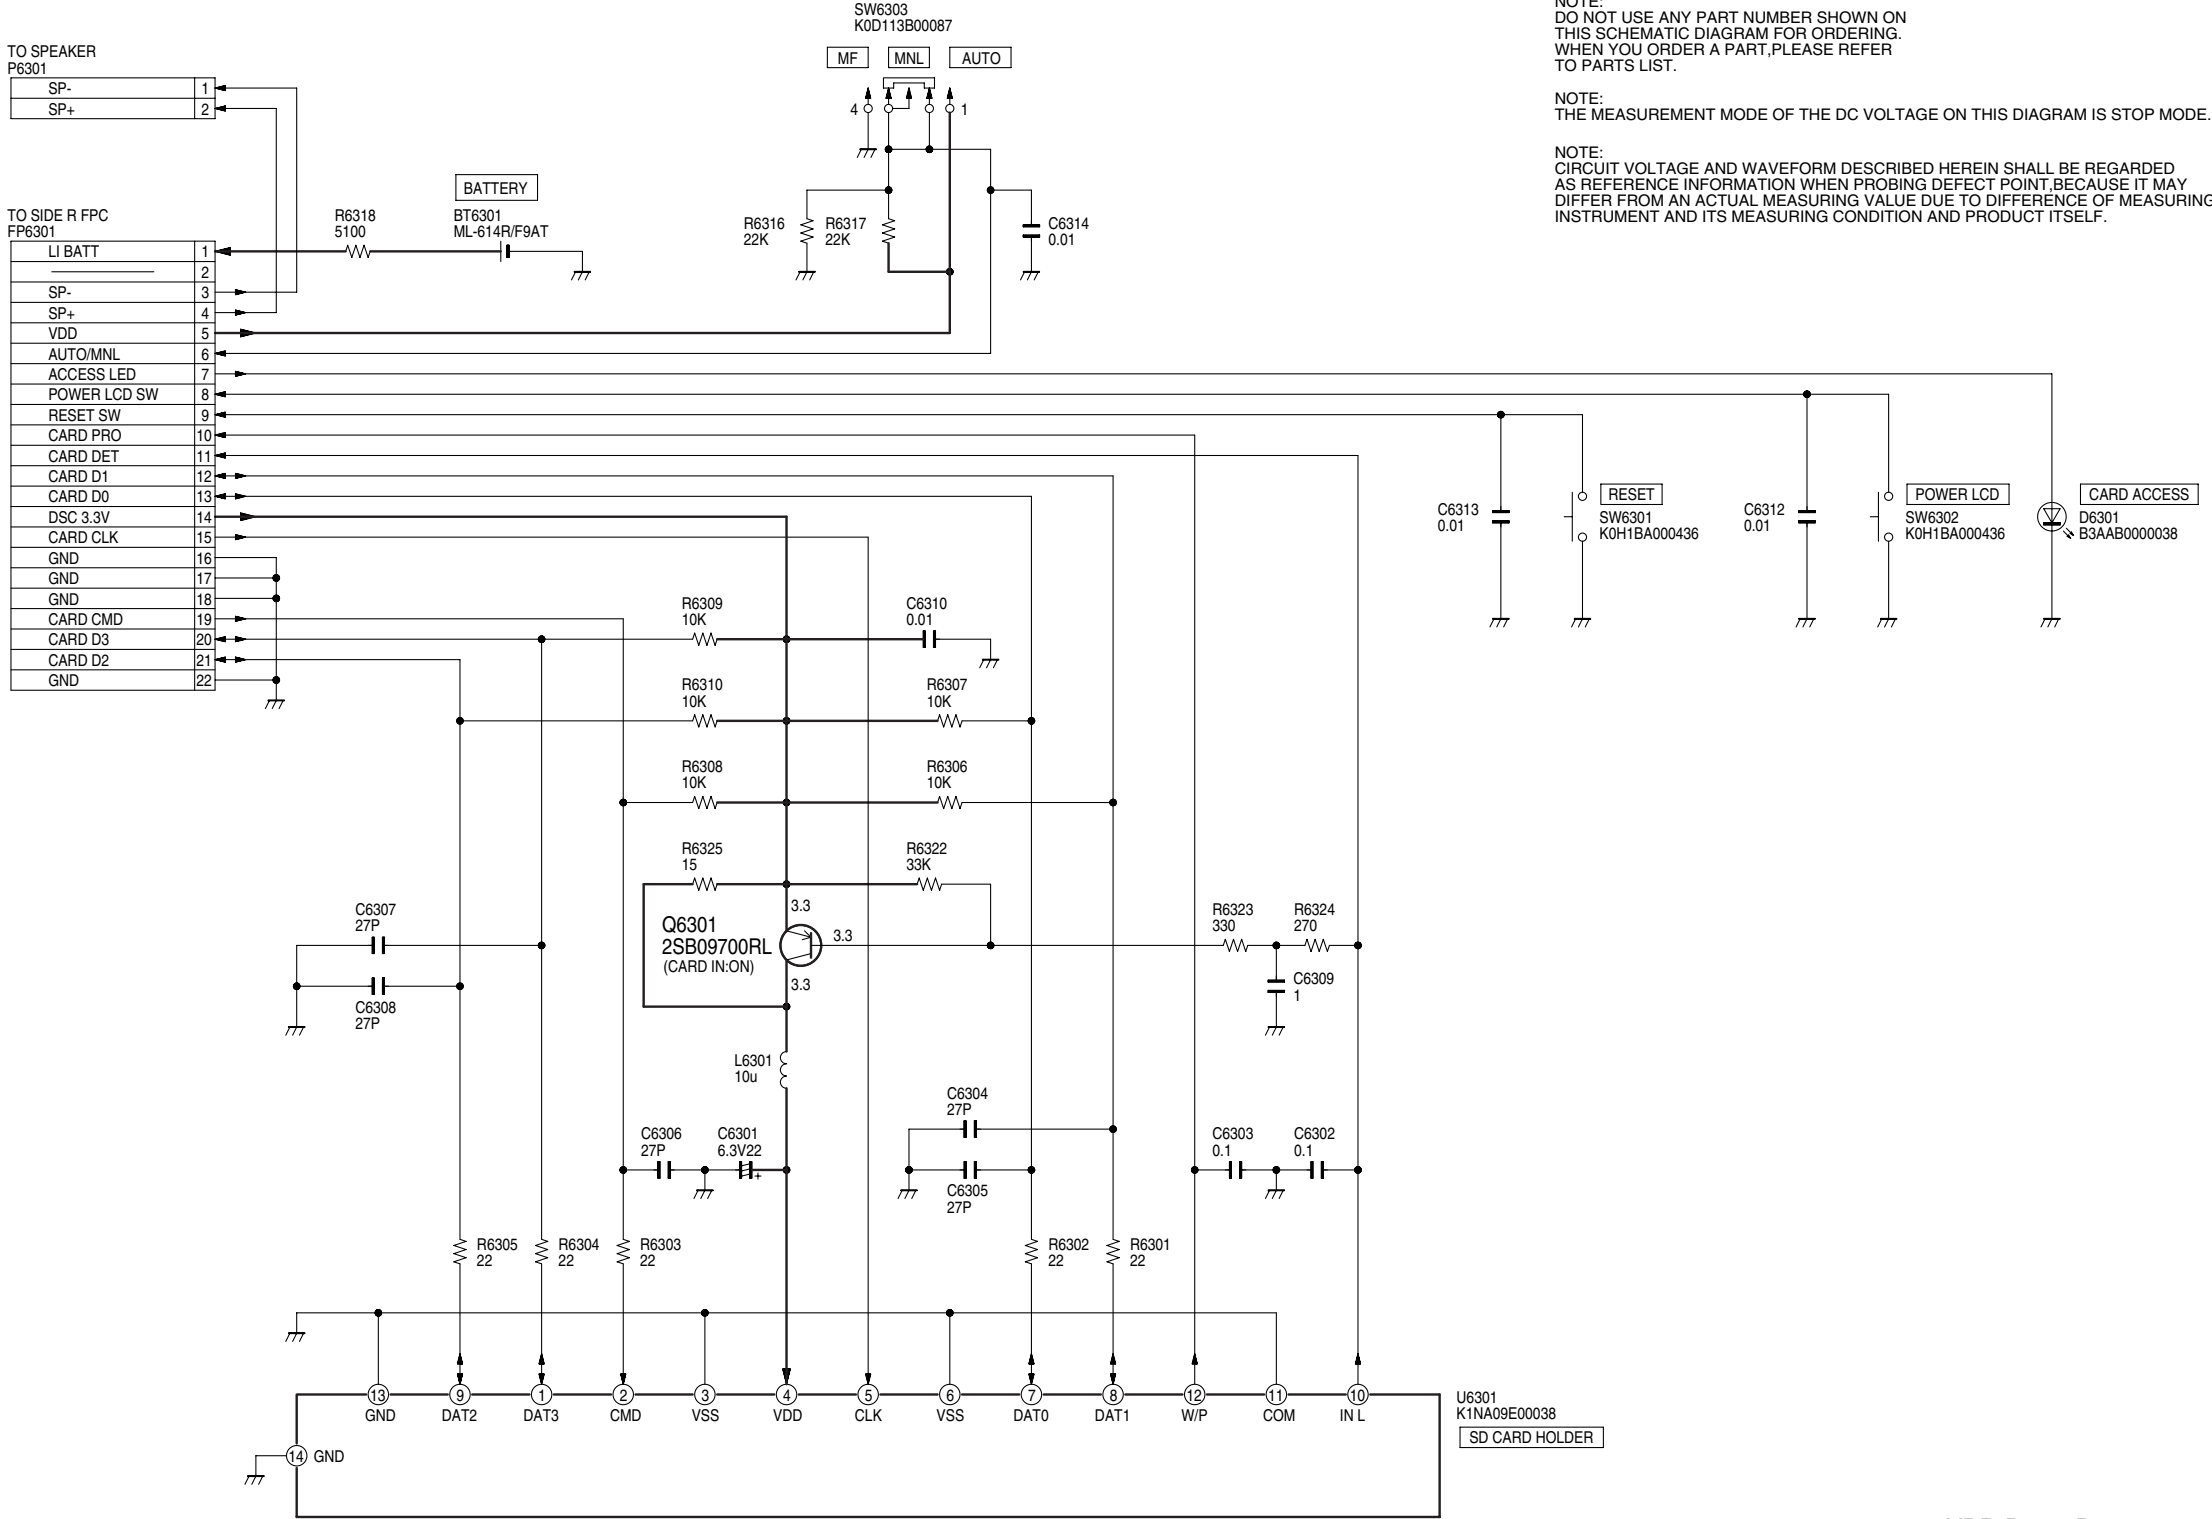 SW6303
K0D113B00087
MF MNL AUTO
4 1
NOTE:
DO NOT USE ANY PART NUMBER SHOWN ON
THIS SCHEMATIC DIAGRAM FOR ORDERING.
WHEN YOU ORDER A PART,PLEASE REFER
TO PARTS LIST.
NOTE:
THE MEASUREMENT MODE OF THE DC VOLTAGE ON THIS DIAGRAM IS STOP MODE.
NOTE:
CIRCUIT VOLTAGE AND WAVEFORM DESCRIBED HEREIN SHALL BE REGARDED
AS REFERENCE INFORMATION WHEN PROBING DEFECT POINT,BECAUSE IT MAY
DIFFER FROM AN ACTUAL MEASURING VALUE DUE TO DIFFERENCE OF MEASURING
INSTRUMENT AND ITS MEASURING CONDITION AND PRODUCT ITSELF.
TO SPEAKER
P6301
SP- 1
SP+ 2
TO SIDE R FPC
FP6301
LI BATT 1
2
SP- 3
SP+ 4
VDD 5
AUTO/MNL 6
ACCESS LED 7
POWER LCD SW 8
RESET SW 9
CARD PRO 10
CARD DET 11
CARD D1 12
CARD D0 13
DSC 3.3V 14
CARD CLK 15
GND 16
GND 17
GND 18
CARD CMD 19
CARD D3 20
CARD D2 21
GND 22
R6318
5100
BATTERY
BT6301
ML-614R/F9AT
R6316
22K
R6317
22K
C6314
0.01
C6313
0.01
RESET
SW6301
K0H1BA000436
C6312
0.01
POWER LCD
SW6302
K0H1BA000436
CARD ACCESS
D6301
B3AAB0000038
R6309
10K
C6310
0.01
R6310
10K
R6307
10K
R6308
10K
R6306
10K
R6325
15
R6322
33K
3.3
Q6301
2SB09700RL
(CARD IN:ON)
3.3
3.3
C6307
27P
C6308
27P
R6323
330
R6324
270
C6309
1
L6301
10u
C6306
27P
C6301
6.3V22
+
C6304
27P
C6305
27P
C6303
0.1
C6302
0.1
R6305
22
R6304
22
R6303
22
R6302
22
R6301
22
13 9 1 2 3 4 5 6 7 8 12 11 10
GND DAT2 DAT3 CMD VSS VDD CLK VSS DAT0 DAT1 W/P COM IN L
14 GND
U6301
K1NA09E00038
SD CARD HOLDER